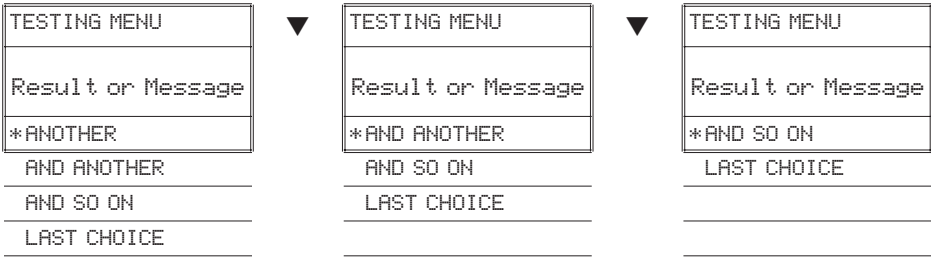 TESTING MENU
Result or Message
*ANOTHER
AND ANOTHER
AND SO ON
LAST CHOICE
▼
TESTING MENU
Result or Message
*AND ANOTHER
AND SO ON
LAST CHOICE
▼
TESTING MENU
Result or Message
*AND SO ON
LAST CHOICE